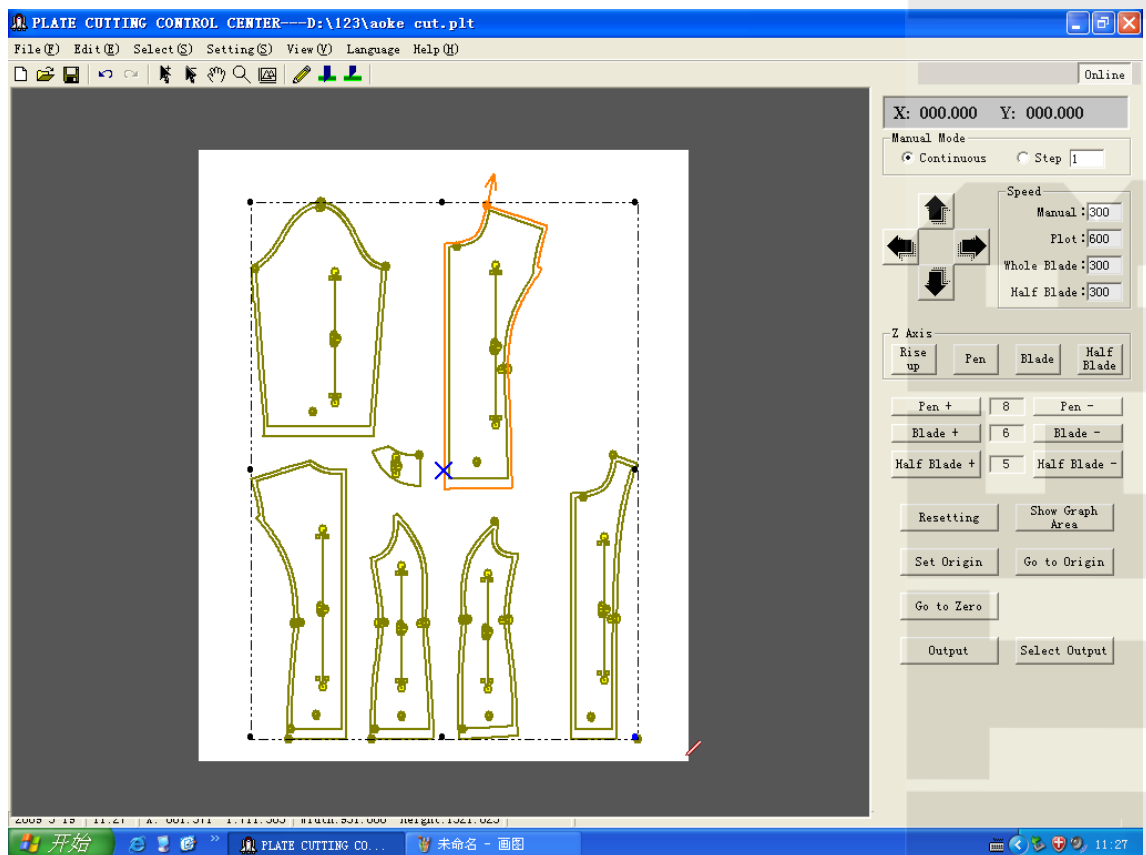 PLATE CUTTING CONTROL CENTER---D:\123\aoke cut.plt
File(F) Edit(E) Select(S) Setting(S) View(V) Language Help(H)
Online
X: 000.000 Y: 000.000
Manual Mode
Continuous Step 1
Speed
Manual:300
Plot:600
Whole Blade:300
Half Blade:300
Z Axis
Rise up Pen Blade Half Blade
Pen + 8 Pen -
Blade + 6 Blade -
Half Blade + 5 Half Blade -
Resetting Show Graph Area
Set Origin Go to Origin
Go to Zero
Output Select Output
开始 PLATE CUTTING CO... 未命名 - 画图 11:27